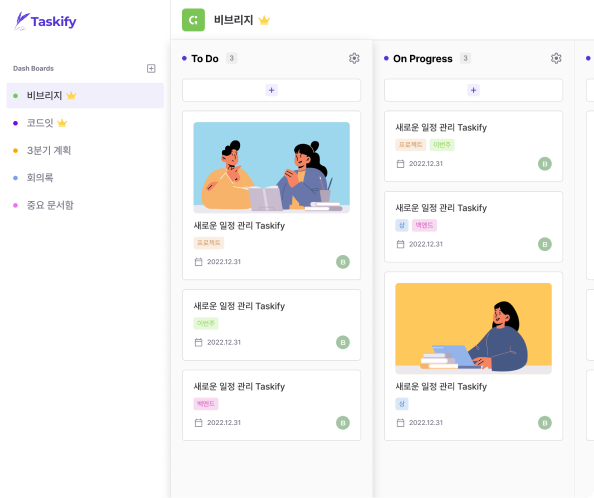 Taskify
비브리지
Dash Boards
비브리지
코드잇
3분기 계획
회의록
중요 문서함
To Do 3
+
새로운 일정 관리 Taskify
프로젝트
2022.12.31
B
새로운 일정 관리 Taskify
이번주
2022.12.31
B
새로운 일정 관리 Taskify
백엔드
2022.12.31
B
On Progress 3
+
새로운 일정 관리 Taskify
프로젝트 이번주
2022.12.31
B
새로운 일정 관리 Taskify
상 백엔드
2022.12.31
B
새로운 일정 관리 Taskify
상
2022.12.31
B